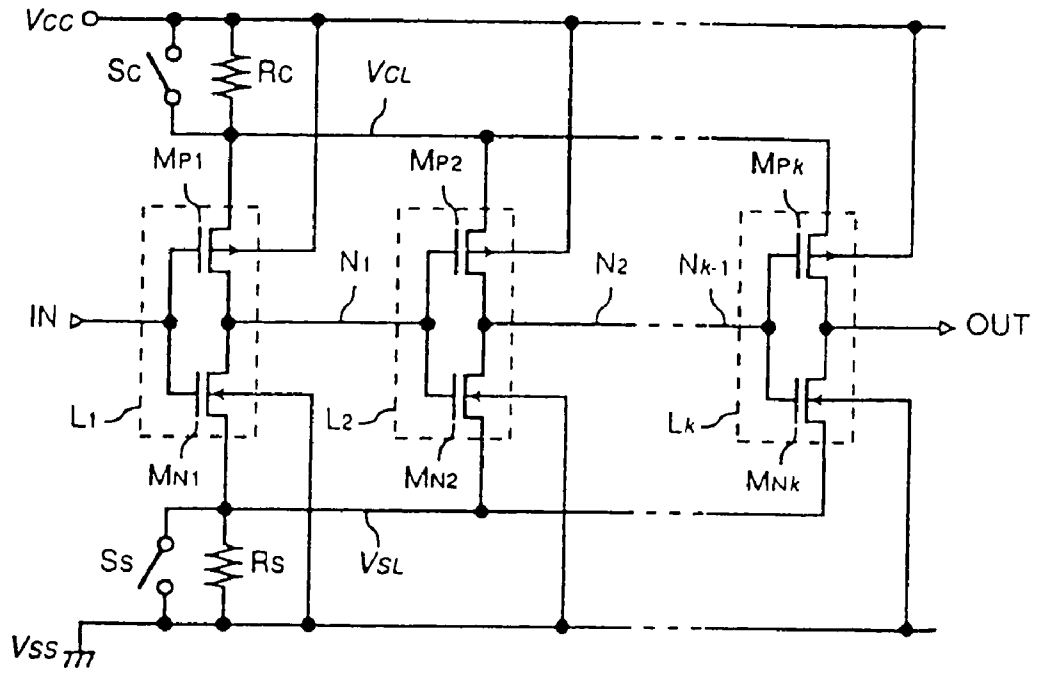 VCC
SC
RC
VCL
MP1
MP2
MPk
N1
N2
Nk-1
IN
OUT
L1
L2
Lk
MN1
MN2
MNk
SS
RS
VSL
VSS